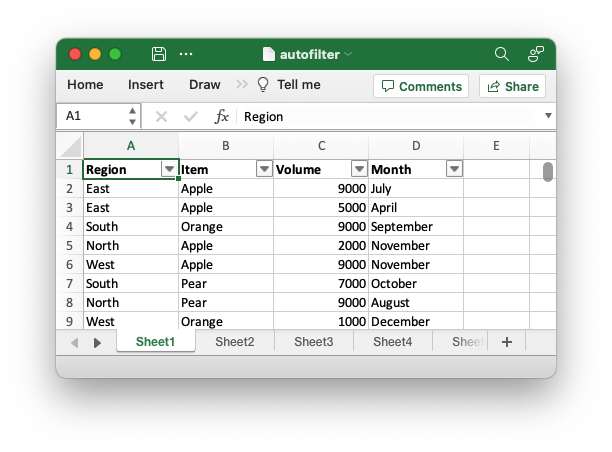 autofilter
Home Insert Draw Tell me Comments Share
A1 fx Region
A B C D E
1 Region Item Volume Month
2 East Apple 9000 July
3 East Apple 5000 April
4 South Orange 9000 September
5 North Apple 2000 November
6 West Apple 9000 November
7 South Pear 7000 October
8 North Pear 9000 August
9 West Orange 1000 December
Sheet1 Sheet2 Sheet3 Sheet4 Shee